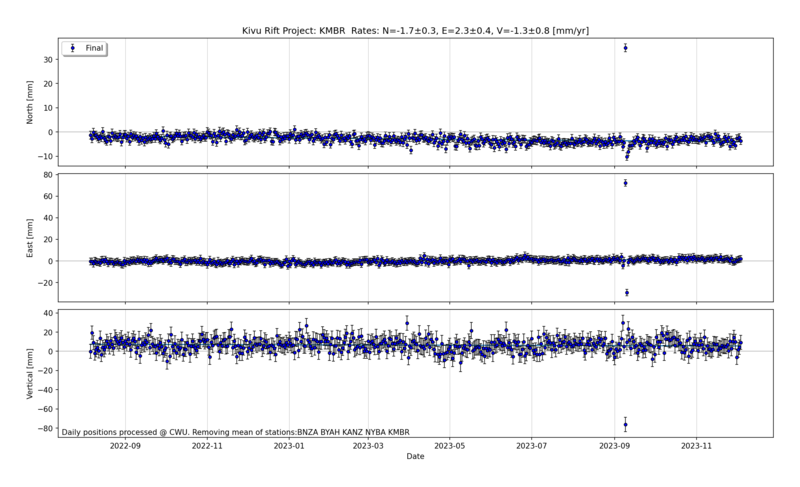 Kivu Rift Project: KMBR  Rates: N=-1.7±0.3, E=2.3±0.4, V=-1.3±0.8 [mm/yr]
Final
North [mm]
30
20
10
0
−10
East [mm]
80
60
40
20
0
−20
Vertical [mm]
40
20
0
−20
−40
−60
−80
Daily positions processed @ CWU. Removing mean of stations:BNZA BYAH KANZ NYBA KMBR
2022-09 2022-11 2023-01 2023-03 2023-05 2023-07 2023-09 2023-11
Date